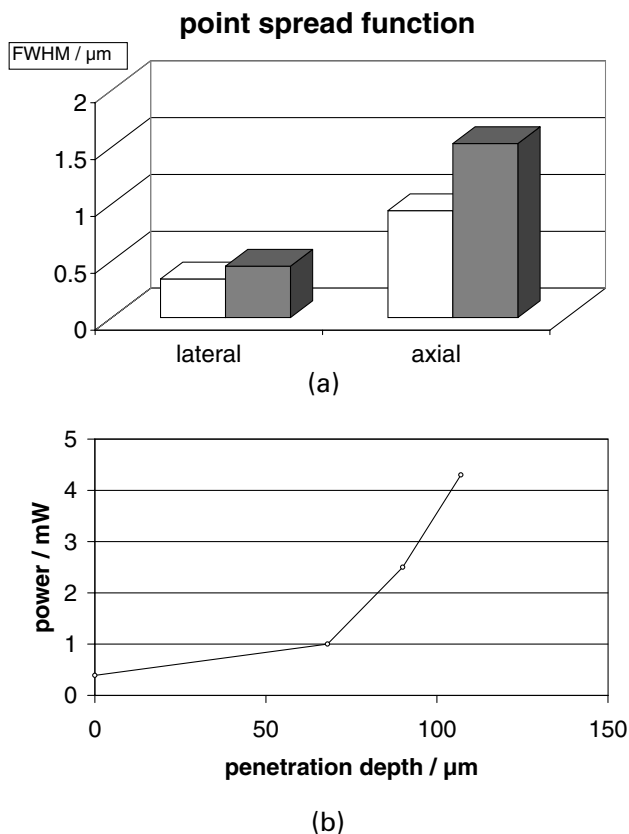 point spread function
FWHM / µm
2
1.5
1
0.5
0
lateral axial
(a)
5
4
3
2
1
0
power / mW
0 50 100 150
penetration depth / µm
(b)